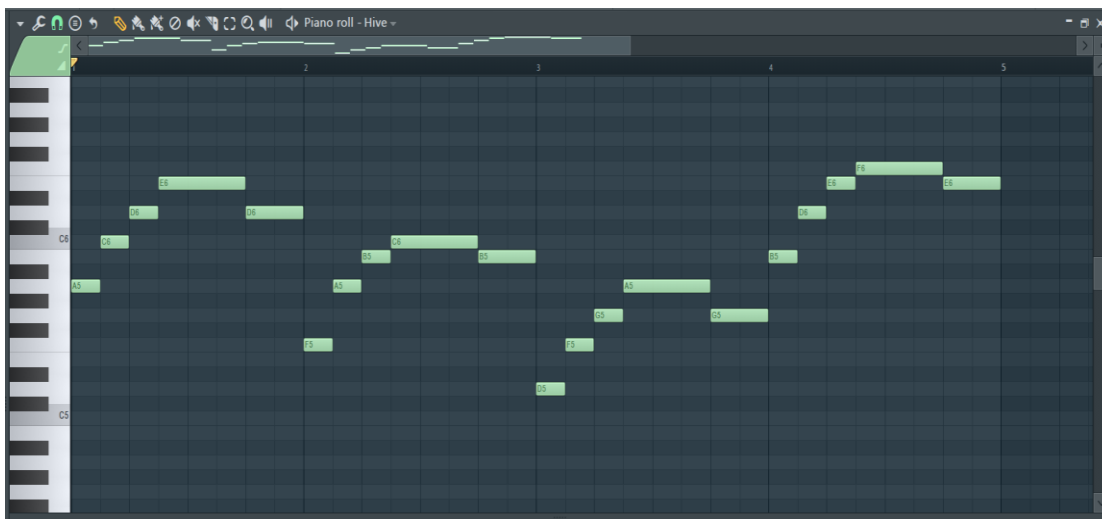 Piano roll - Hive
1 2 3 4 5
F6
E6 E6 E6
D6 D6 D6
C6 C6 C6
B5 B5 B5
A5 A5 A5
G5 G5
F5 F5
D5
C5